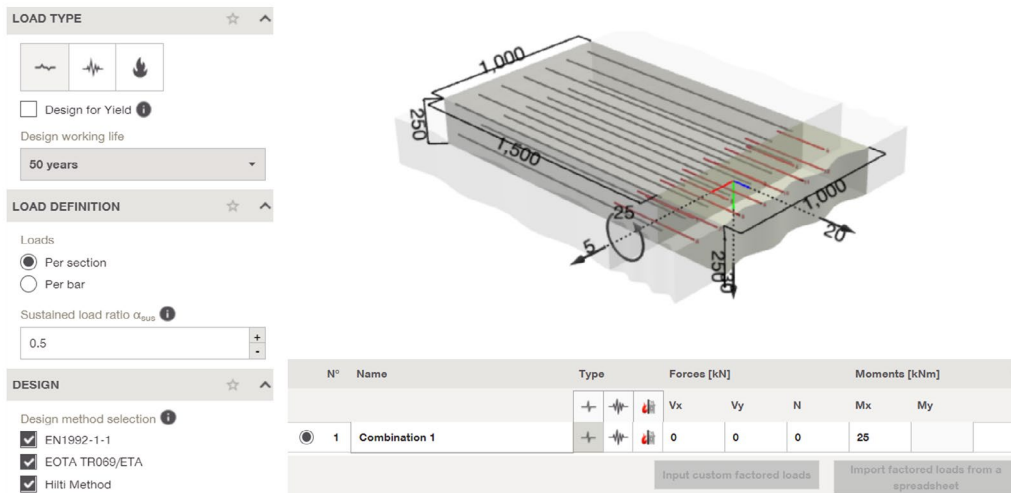 LOAD TYPE
Design for Yield
Design working life
50 years
LOAD DEFINITION
Loads
Per section
Per bar
Sustained load ratio αsus
0.5
+
-
DESIGN
Design method selection
EN1992-1-1
EOTA TR069/ETA
Hilti Method
1,000
250
1,500
25
5
1,000
20
250
30
N° Name Type Forces [kN] Moments [kNm]
Vx Vy N Mx My
1 Combination 1 0 0 0 25
Input custom factored loads
Import factored loads from a
spreadsheet